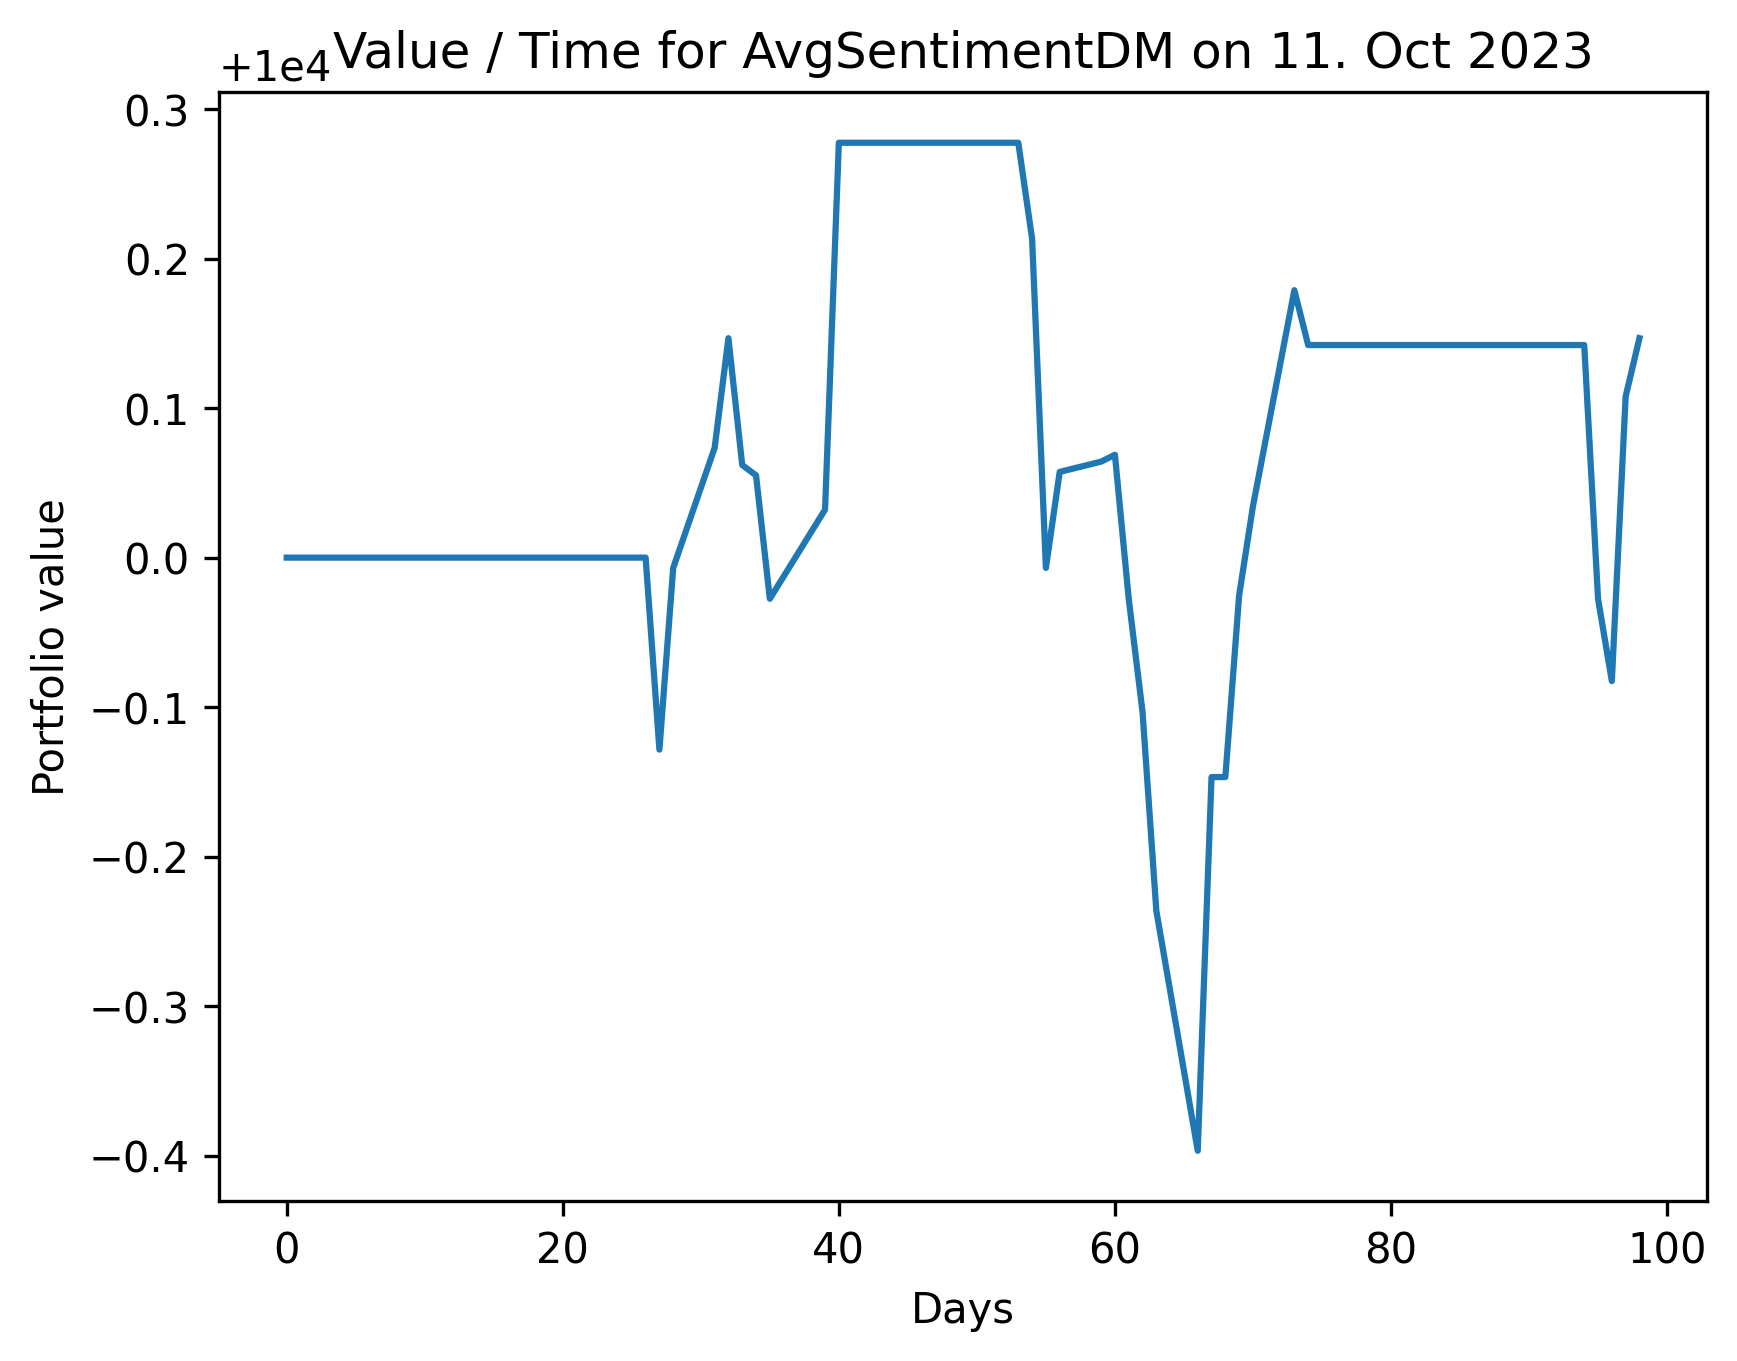 Value / Time for AvgSentimentDM on 11. Oct 2023
+1e4
0.3
0.2
0.1
0.0
−0.1
−0.2
−0.3
−0.4
Portfolio value
0 20 40 60 80 100
Days